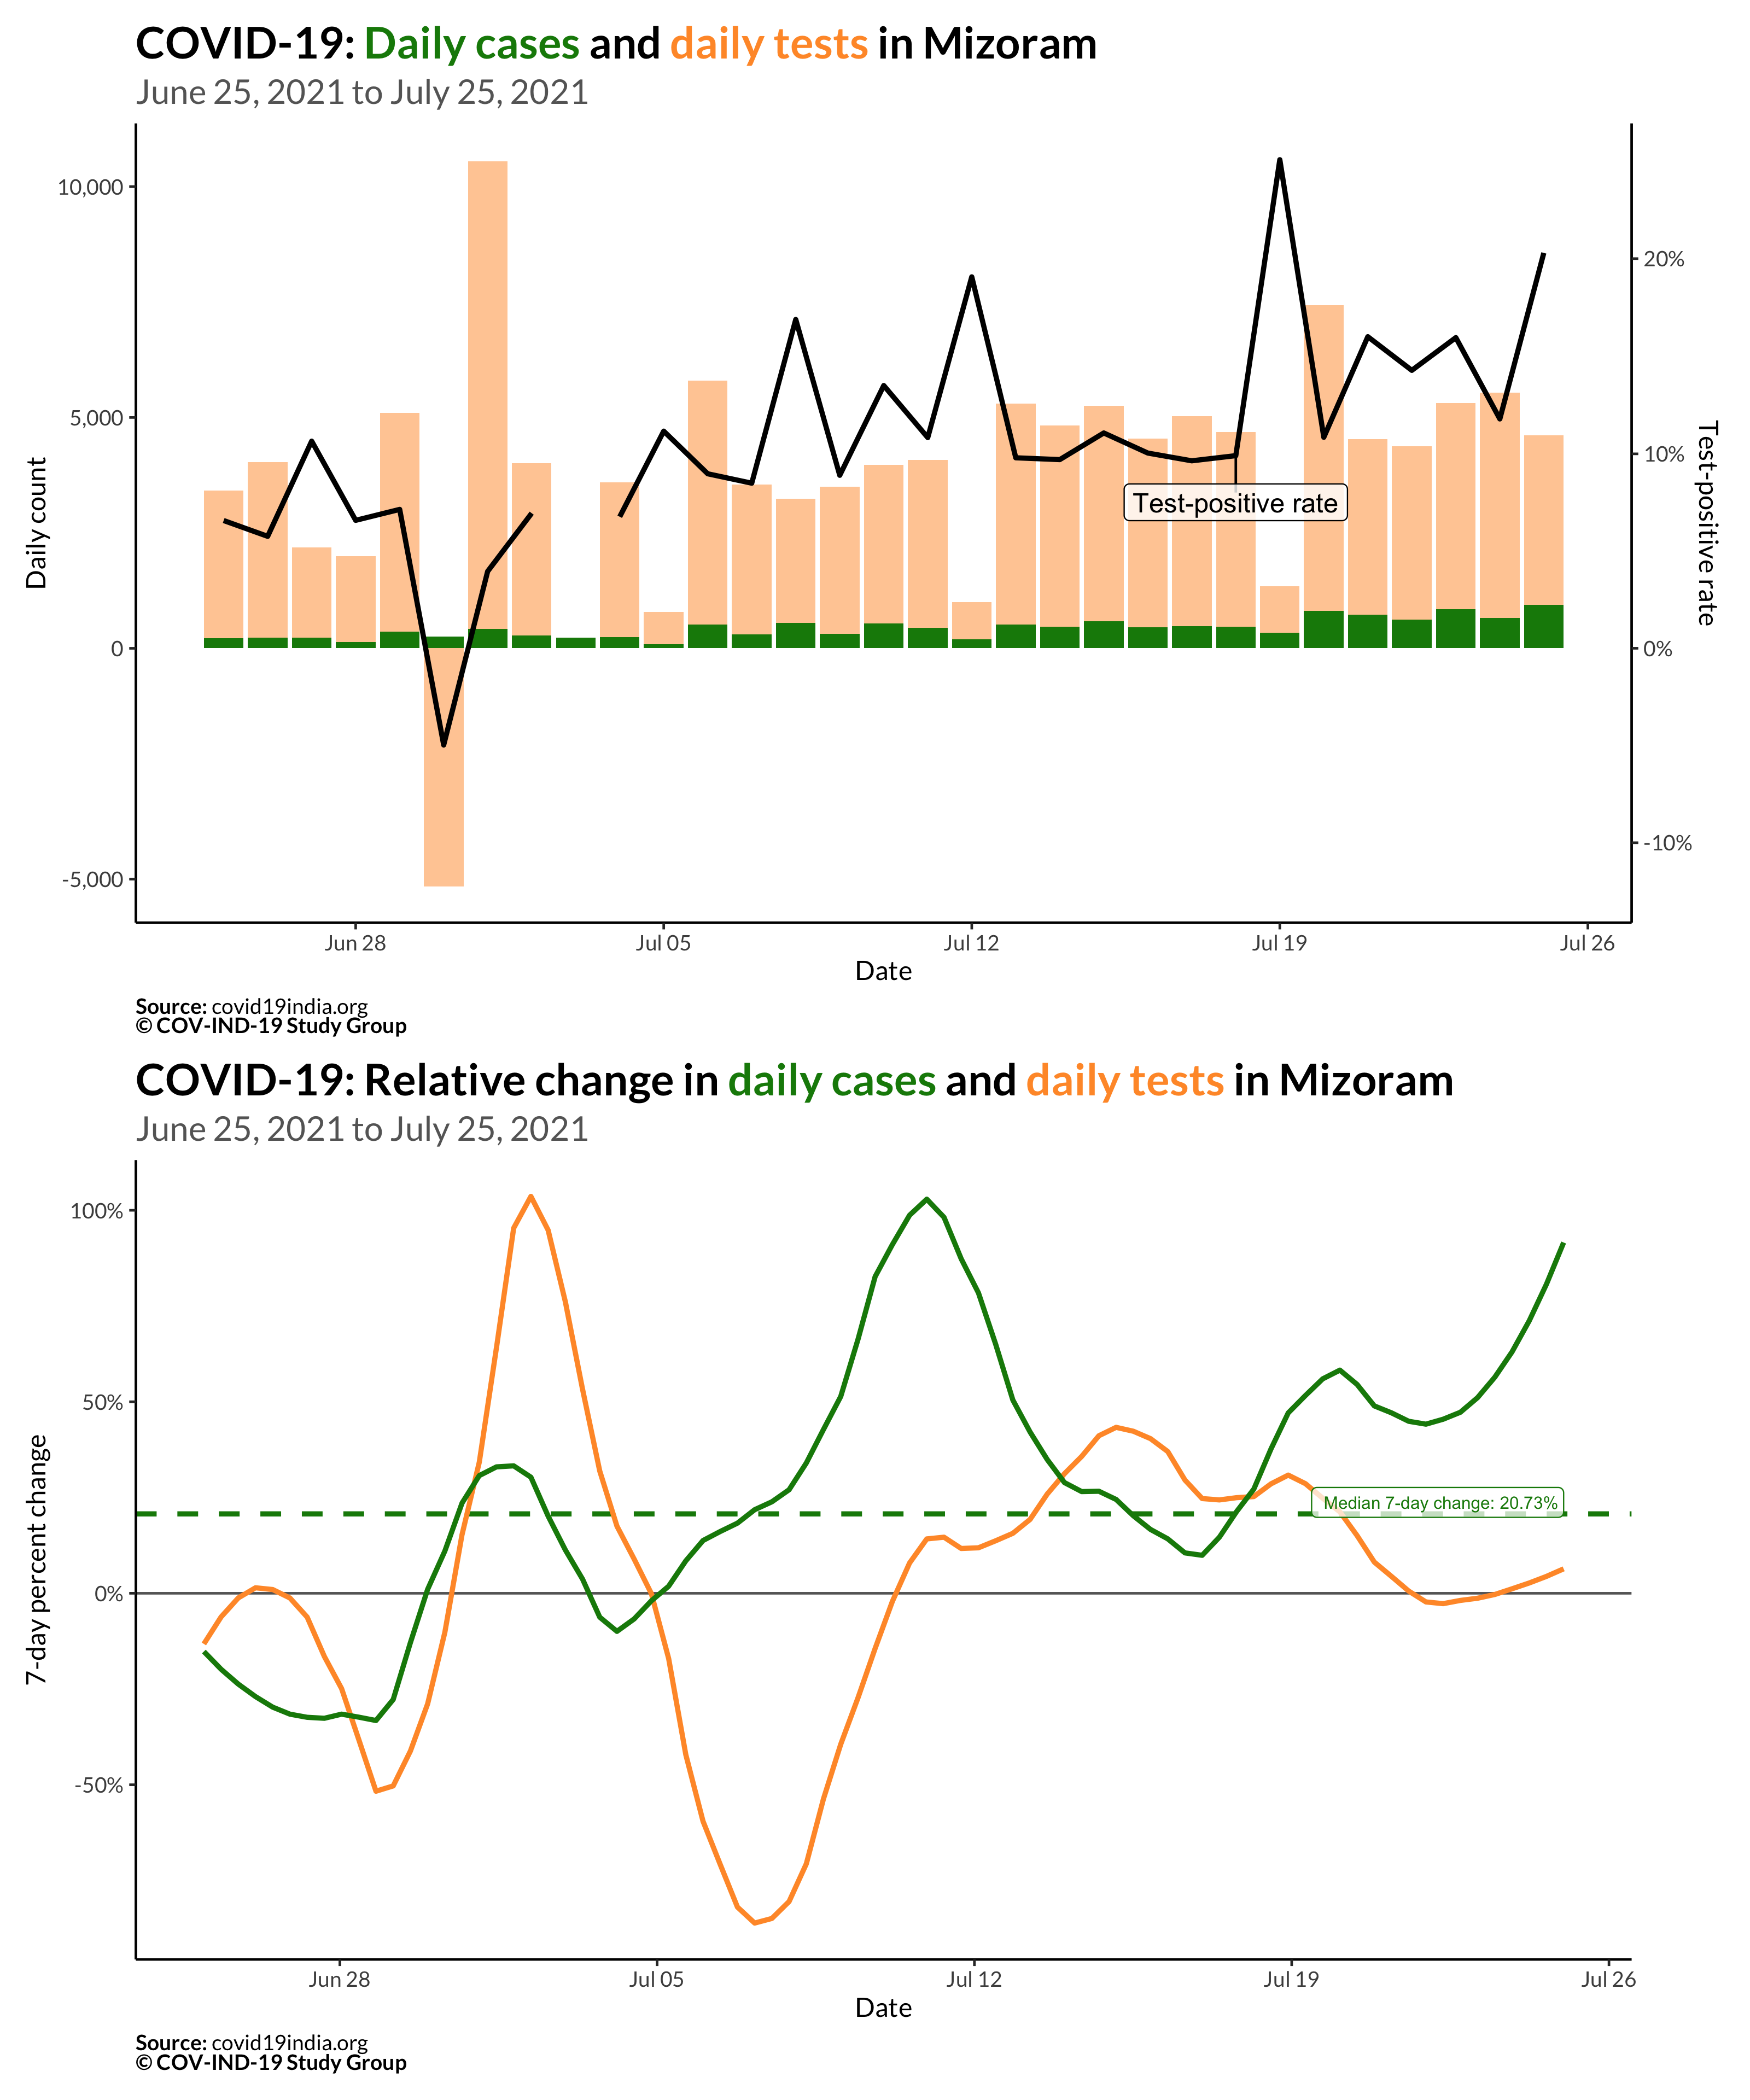 COVID-19: Daily cases and daily tests in Mizoram
June 25, 2021 to July 25, 2021
10,000
5,000
0
-5,000
Daily count
20%
10%
0%
-10%
Test-positive rate
Test-positive rate
Jun 28
Jul 05
Jul 12
Jul 19
Jul 26
Date
Source: covid19india.org
© COV-IND-19 Study Group
COVID-19: Relative change in daily cases and daily tests in Mizoram
June 25, 2021 to July 25, 2021
100%
50%
0%
-50%
7-day percent change
Median 7-day change: 20.73%
Jun 28
Jul 05
Jul 12
Jul 19
Jul 26
Date
Source: covid19india.org
© COV-IND-19 Study Group